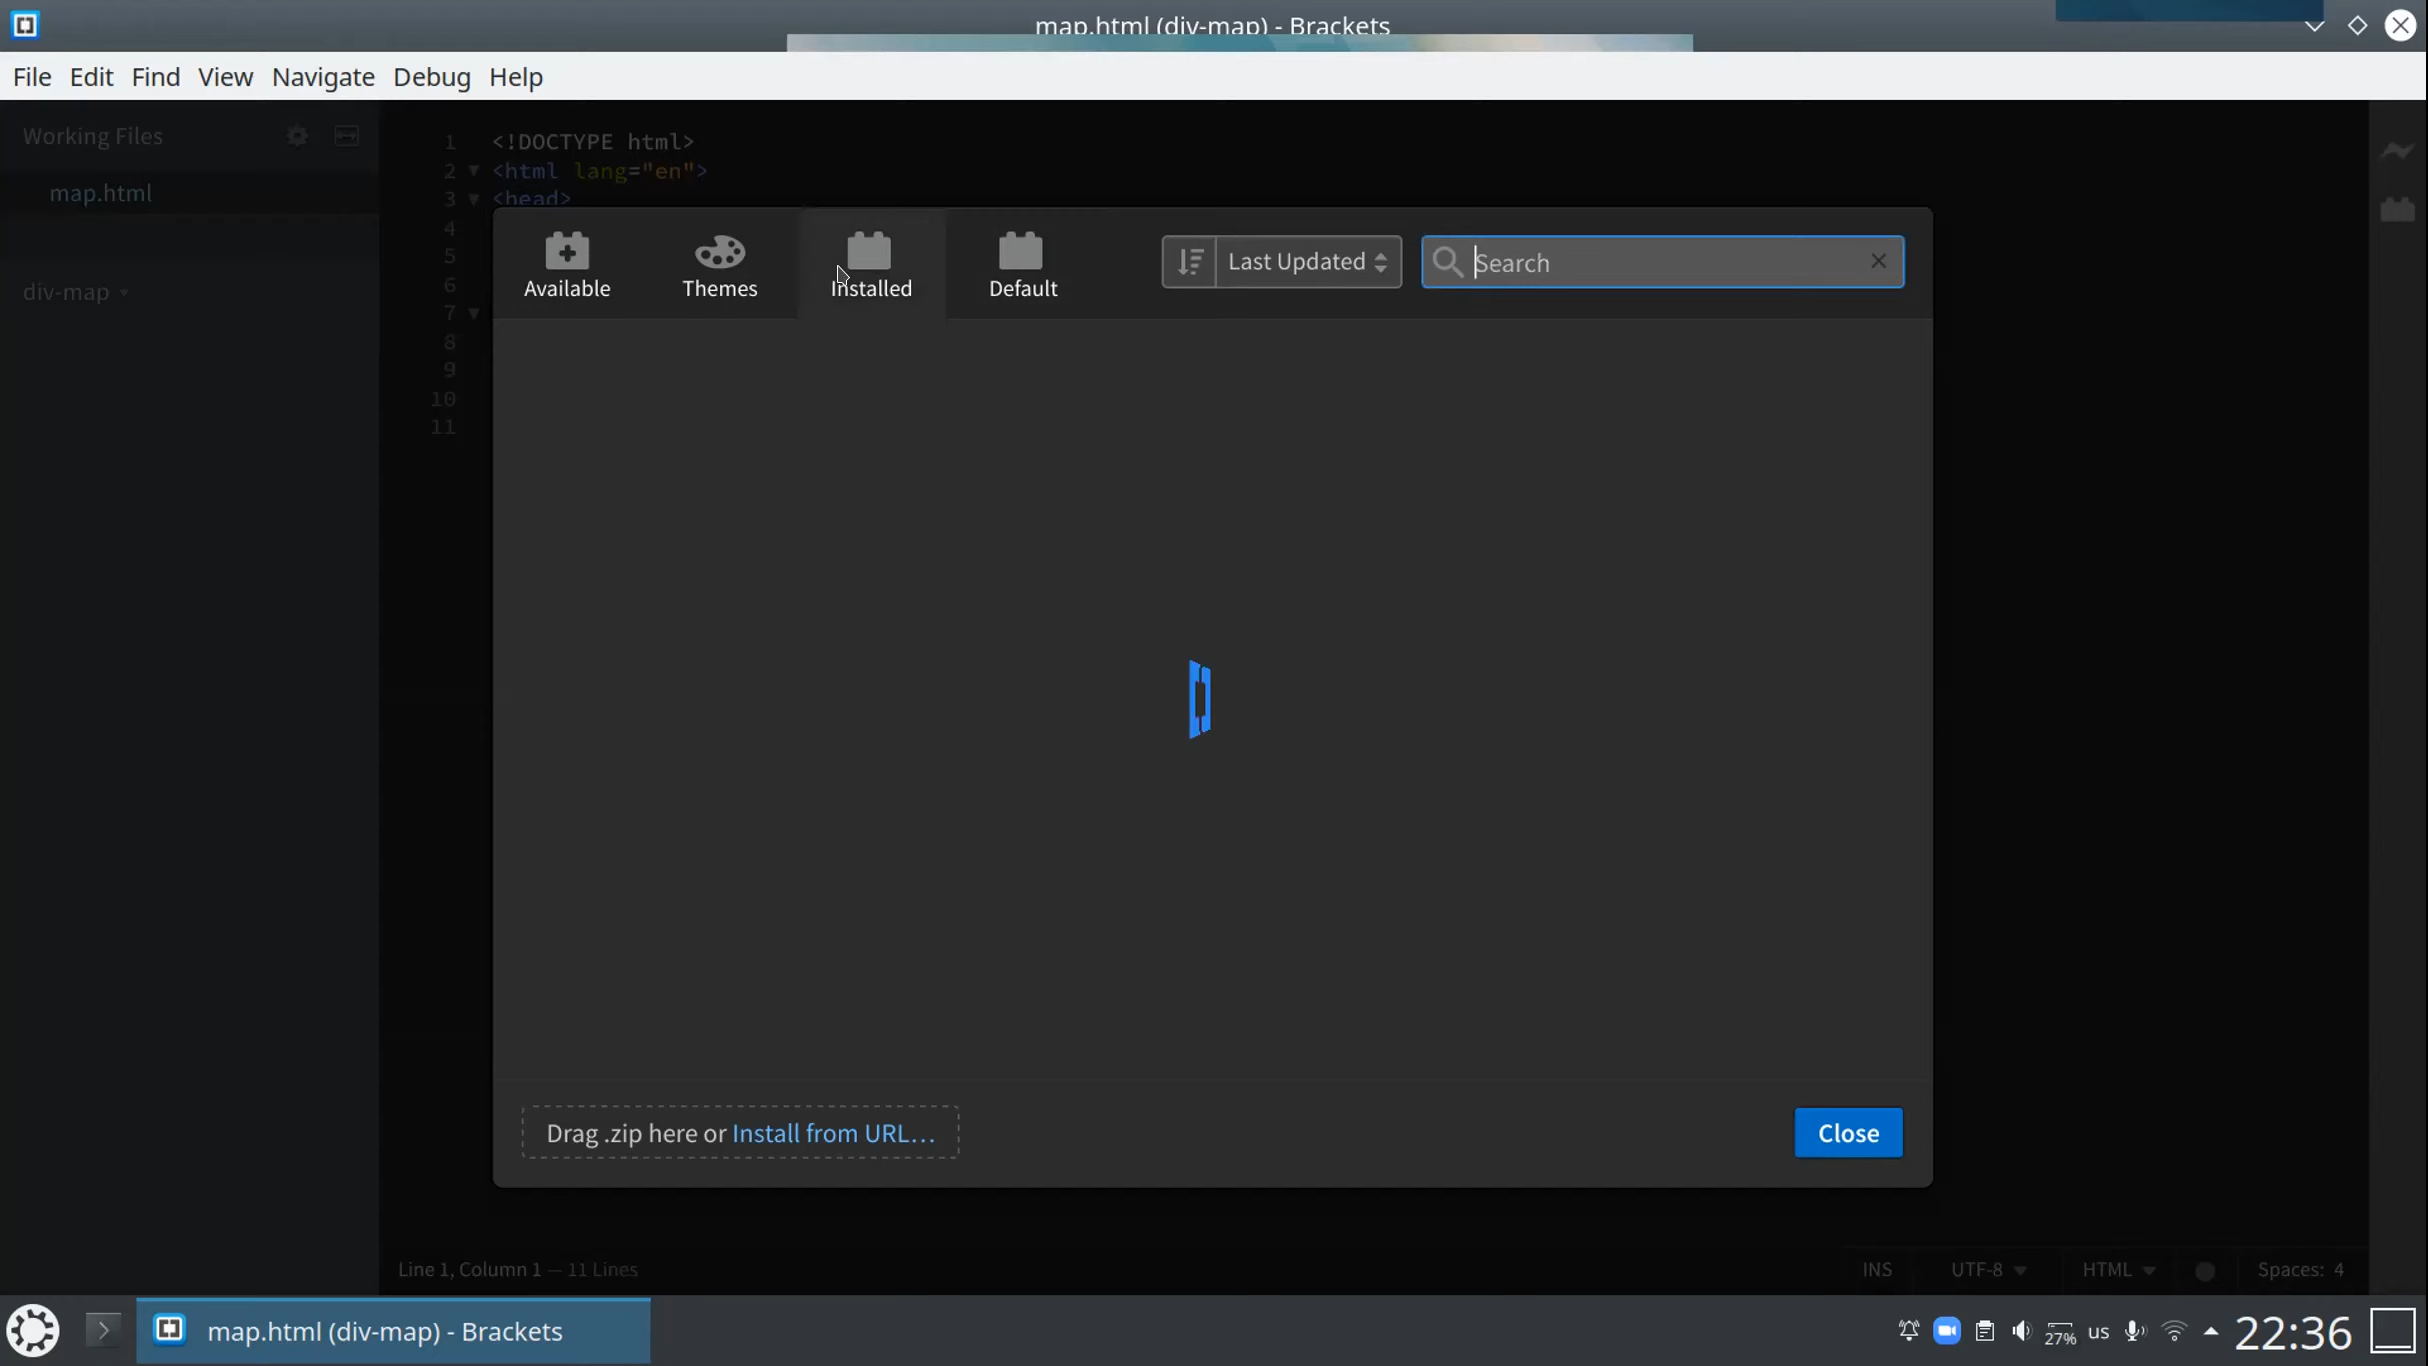 map.html (div-map) - Brackets
File Edit Find View Navigate Debug Help
Working Files
map.html
div-map
1 <!DOCTYPE html>
2 <html lang="en">
3 <head>
4
5
6
7
8
9
10
11
Available Themes Installed Default
Last Updated
Search
Drag .zip here or Install from URL...
Close
Line 1, Column 1 — 11 Lines
INS UTF-8 HTML Spaces: 4
map.html (div-map) - Brackets
27% us 22:36